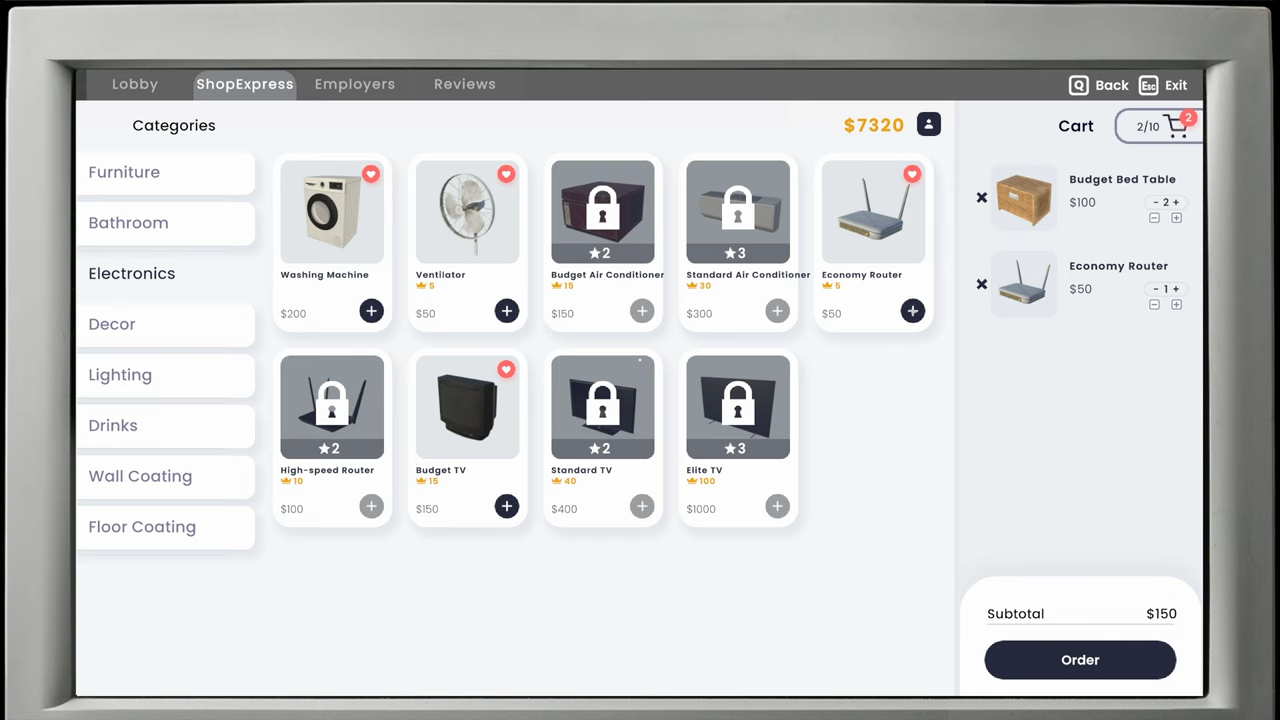 Lobby
ShopExpress
Employers
Reviews
Q Back
Esc Exit
Categories
$7320
Cart
2/10
2
Furniture
Bathroom
Electronics
Decor
Lighting
Drinks
Wall Coating
Floor Coating
Washing Machine
$200
Ventilator
5
$50
2
Budget Air Conditioner
15
$150
3
Standard Air Conditioner
30
$300
Economy Router
5
$50
2
High-speed Router
10
$100
Budget TV
15
$150
2
Standard TV
40
$400
3
Elite TV
100
$1000
Budget Bed Table
$100
- 2 +
Economy Router
$50
- 1 +
Subtotal $150
Order